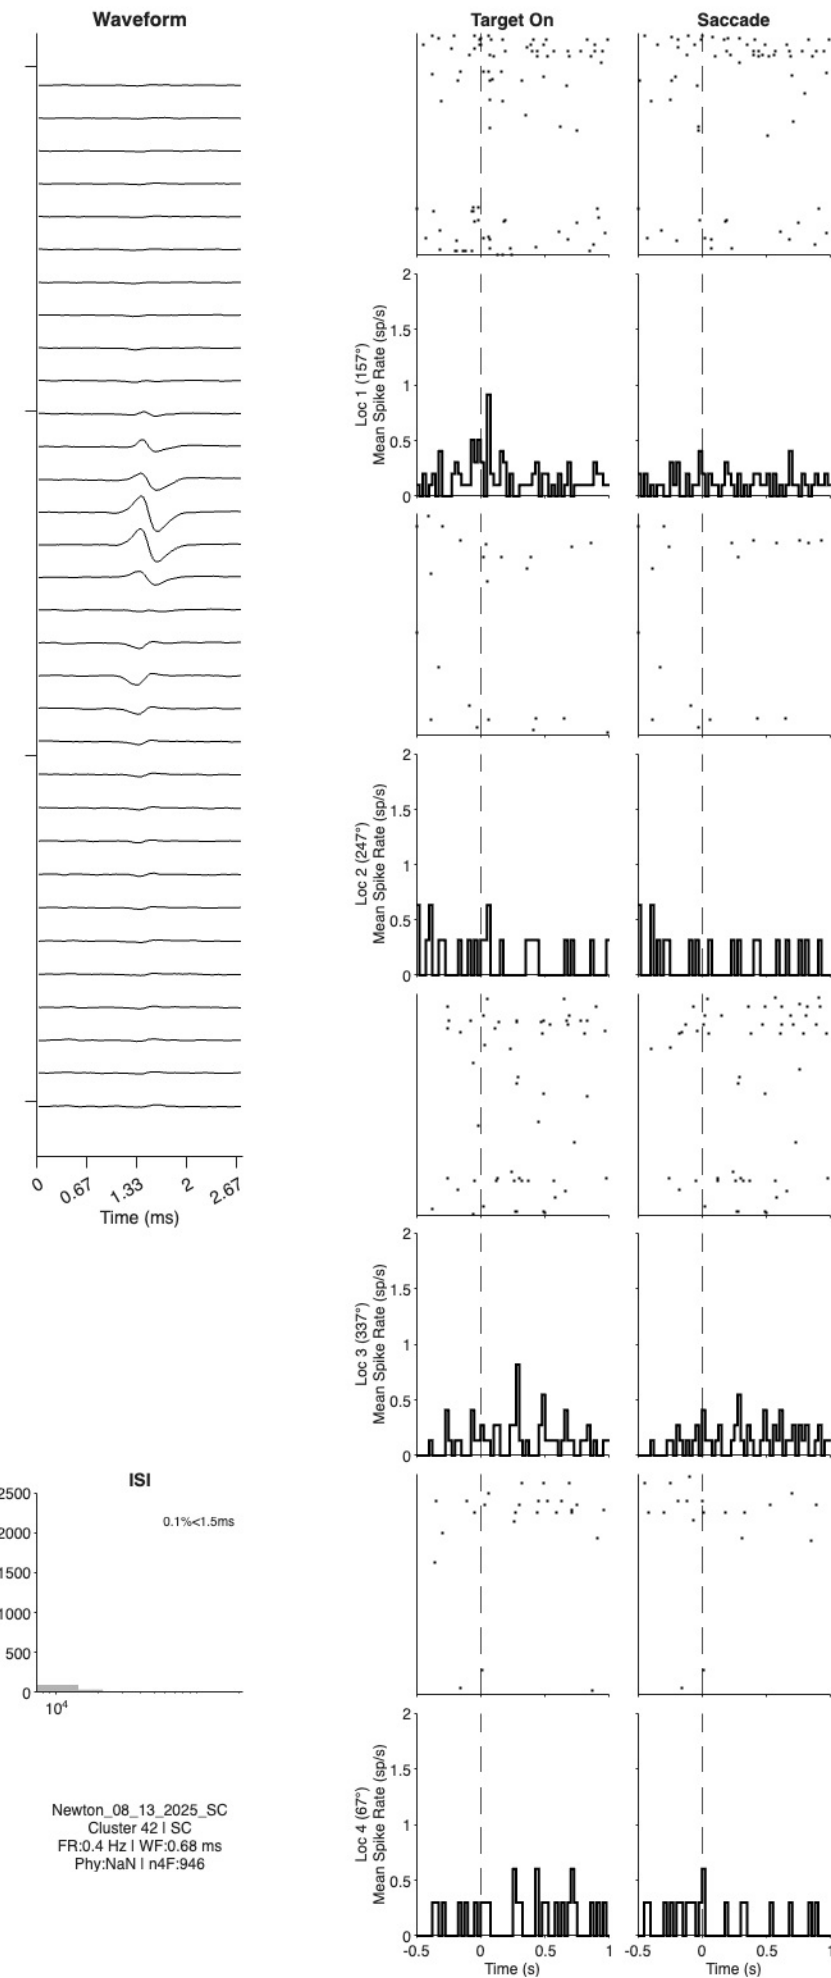 Waveform
Target On
Saccade
2
1.5
1
0.5
0
Loc 1 (157°)
Mean Spike Rate (sp/s)
2
1.5
1
0.5
0
Loc 2 (247°)
Mean Spike Rate (sp/s)
0
0.67
1.33
2
2.67
Time (ms)
2
1.5
1
0.5
0
Loc 3 (337°)
Mean Spike Rate (sp/s)
ISI
0.1%<1.5ms
2500
2000
1500
1000
500
0
10⁴
2
1.5
1
0.5
0
Loc 4 (67°)
Mean Spike Rate (sp/s)
Newton_08_13_2025_SC
Cluster 42 | SC
FR:0.4 Hz | WF:0.68 ms
Phy:NaN | n4F:946
-0.5 0 0.5 1
Time (s)
-0.5 0 0.5 1
Time (s)